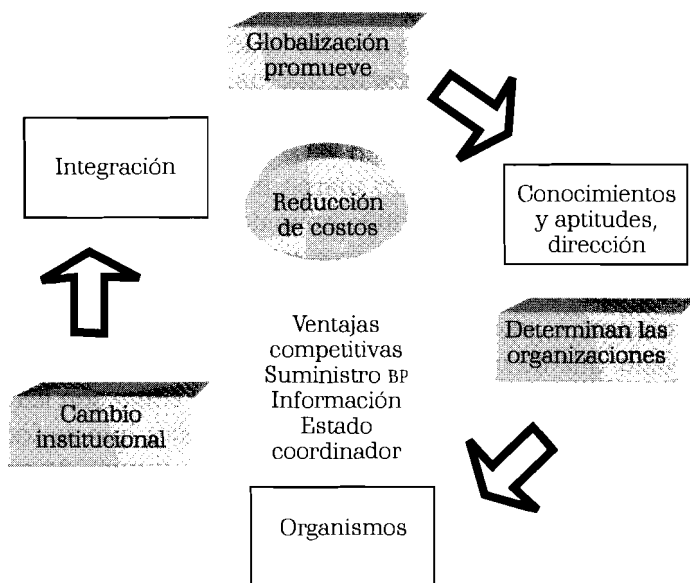 Globalización
promueve
Integración
Reducción
de costos
Conocimientos
y aptitudes,
dirección
Determinan las
organizaciones
Ventajas
competitivas
Suministro BP
Información
Estado
coordinador
Cambio
institucional
Organismos